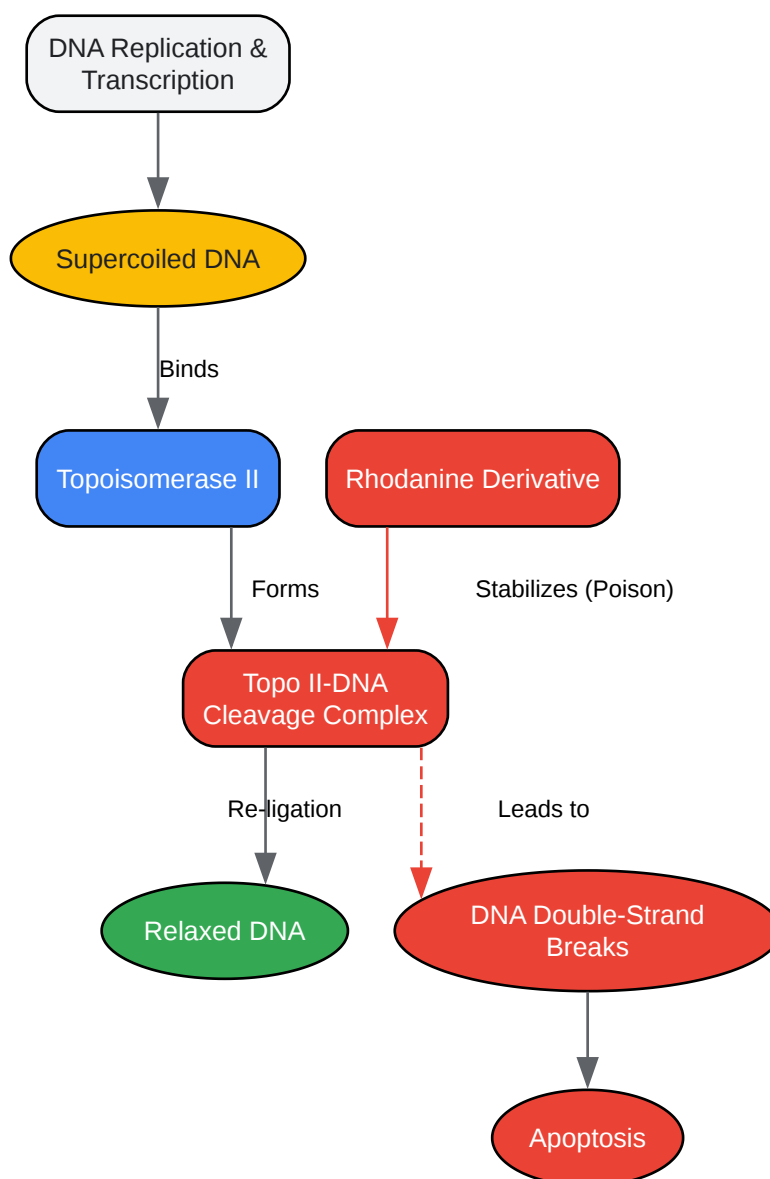 DNA Replication &
Transcription
Supercoiled DNA
Binds
Topoisomerase II
Rhodanine Derivative
Forms
Stabilizes (Poison)
Topo II-DNA
Cleavage Complex
Re-ligation
Leads to
Relaxed DNA
DNA Double-Strand
Breaks
Apoptosis